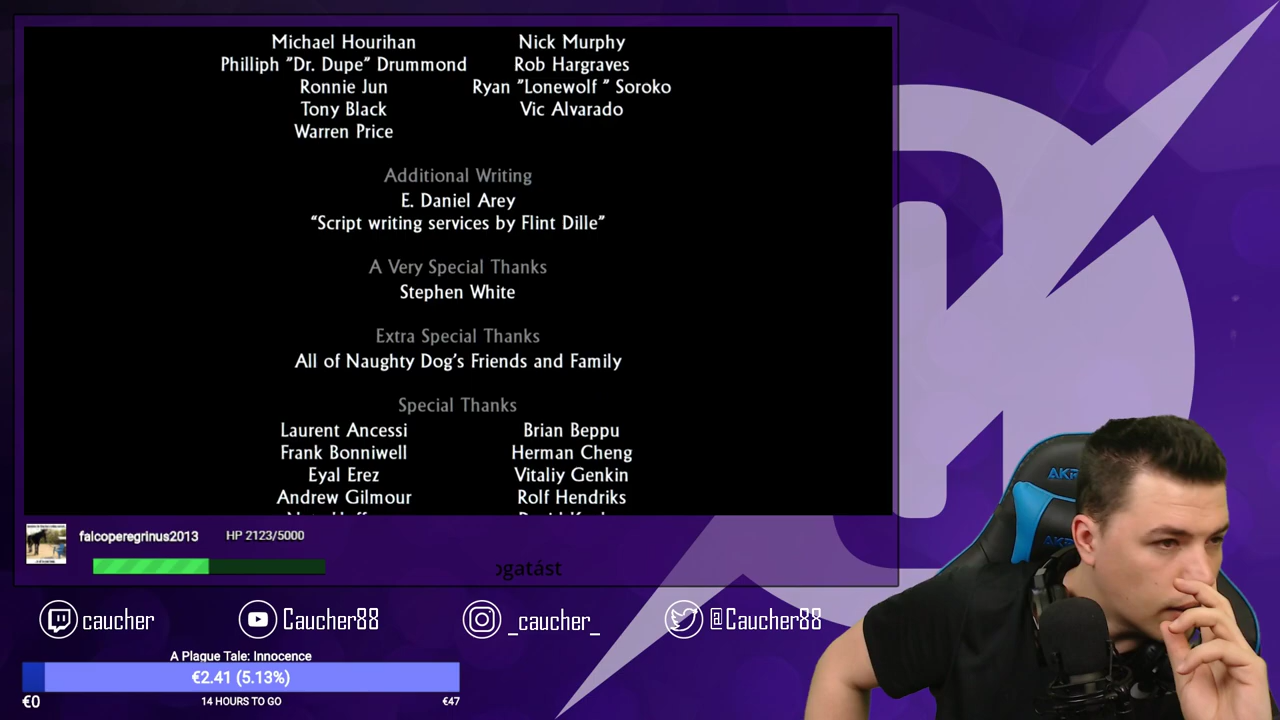 Michael Hourihan Nick Murphy
Philliph "Dr. Dupe" Drummond Rob Hargraves
Ronnie Jun Ryan "Lonewolf " Soroko
Tony Black Vic Alvarado
Warren Price
Additional Writing
E. Daniel Arey
“Script writing services by Flint Dille”
A Very Special Thanks
Stephen White
Extra Special Thanks
All of Naughty Dog's Friends and Family
Special Thanks
Laurent Ancessi Brian Beppu
Frank Bonniwell Herman Cheng
Eyal Erez Vitaliy Genkin
Andrew Gilmour Rolf Hendriks
falcoperegrinus2013 HP 2123/5000
ogatást
caucher Caucher88 _caucher_ @Caucher88
A Plague Tale: Innocence
€2.41 (5.13%)
€0 14 HOURS TO GO €47
AKR
AK